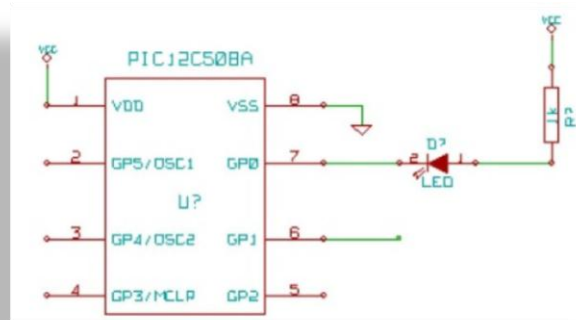 VCC
VCC
PIC12C508A
1 VDD VSS 8
1k
R?
D?
2 GP5/OSC1 GP0 7
2 1
LED
U?
3 GP4/OSC2 GP1 6
4 GP3/MCLR GP2 5